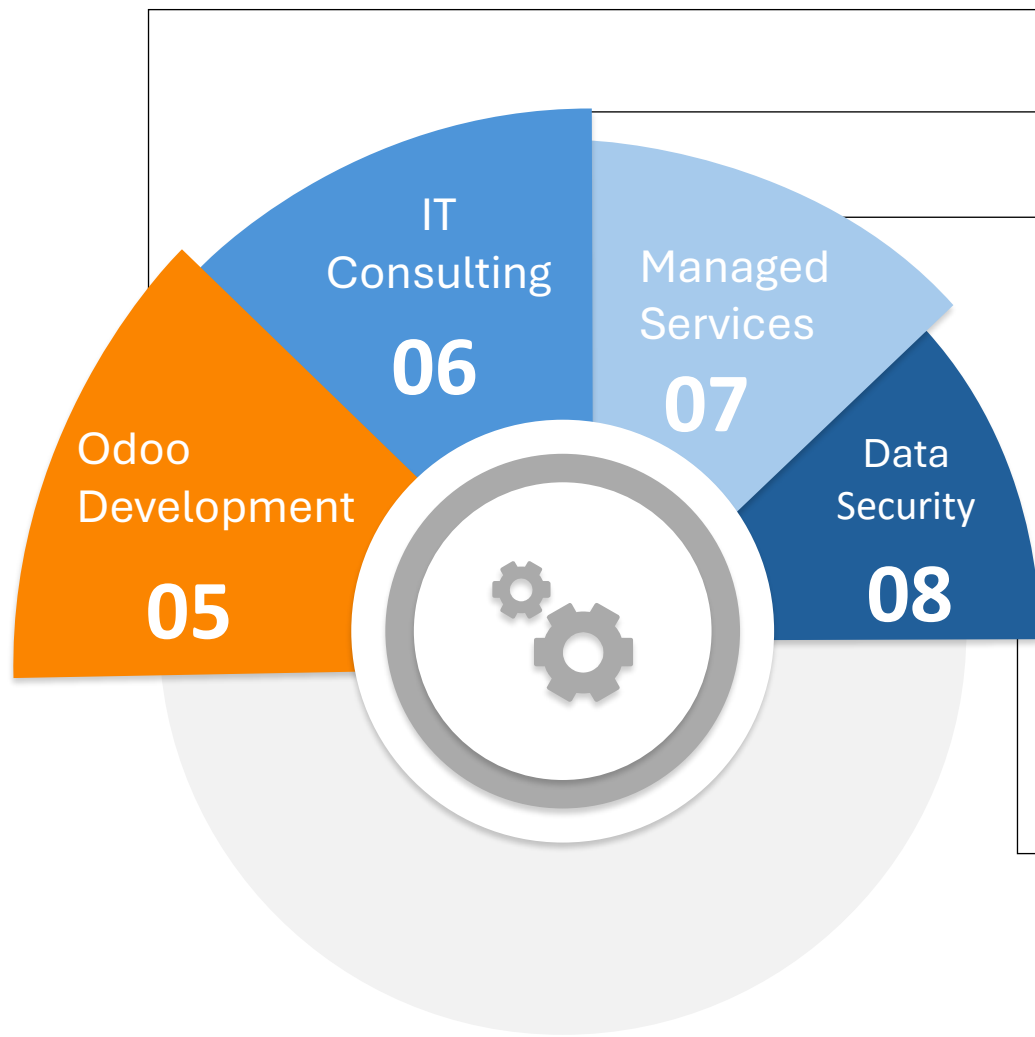 Odoo
Development
05
IT
Consulting
06
Managed
Services
07
Data
Security
08